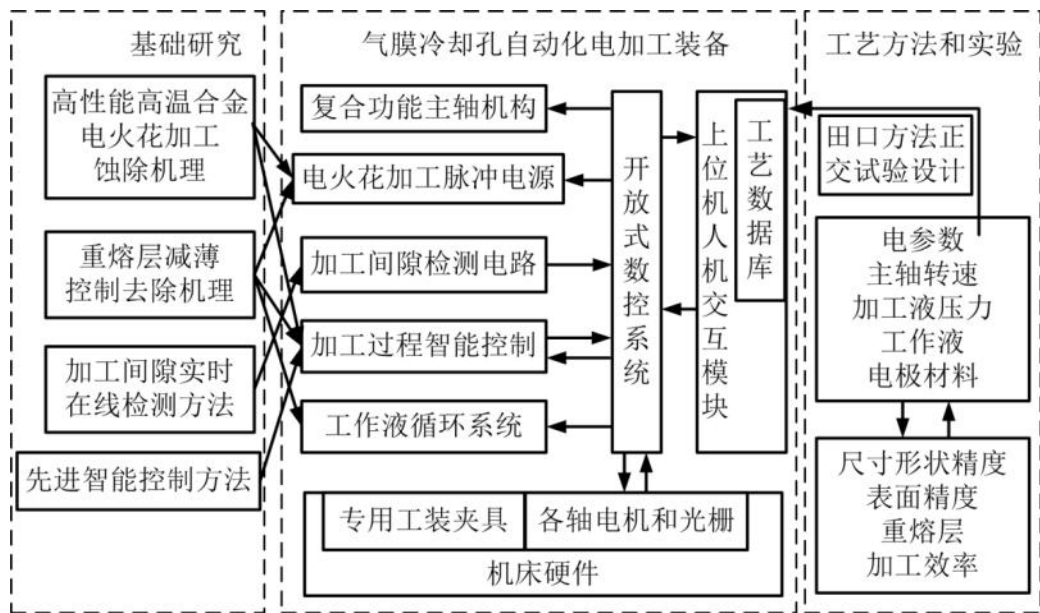 基础研究
高性能高温合金
电火花加工
蚀除机理
重熔层减薄
控制去除机理
加工间隙实时
在线检测方法
先进智能控制方法
气膜冷却孔自动化电加工装备
复合功能主轴机构
电火花加工脉冲电源
加工间隙检测电路
加工过程智能控制
工作液循环系统
开放式数控系统
上位机人机交互模块
工艺数据库
专用工装夹具
各轴电机和光栅
机床硬件
工艺方法和实验
田口方法正
交试验设计
电参数
主轴转速
加工液压力
工作液
电极材料
尺寸形状精度
表面精度
重熔层
加工效率